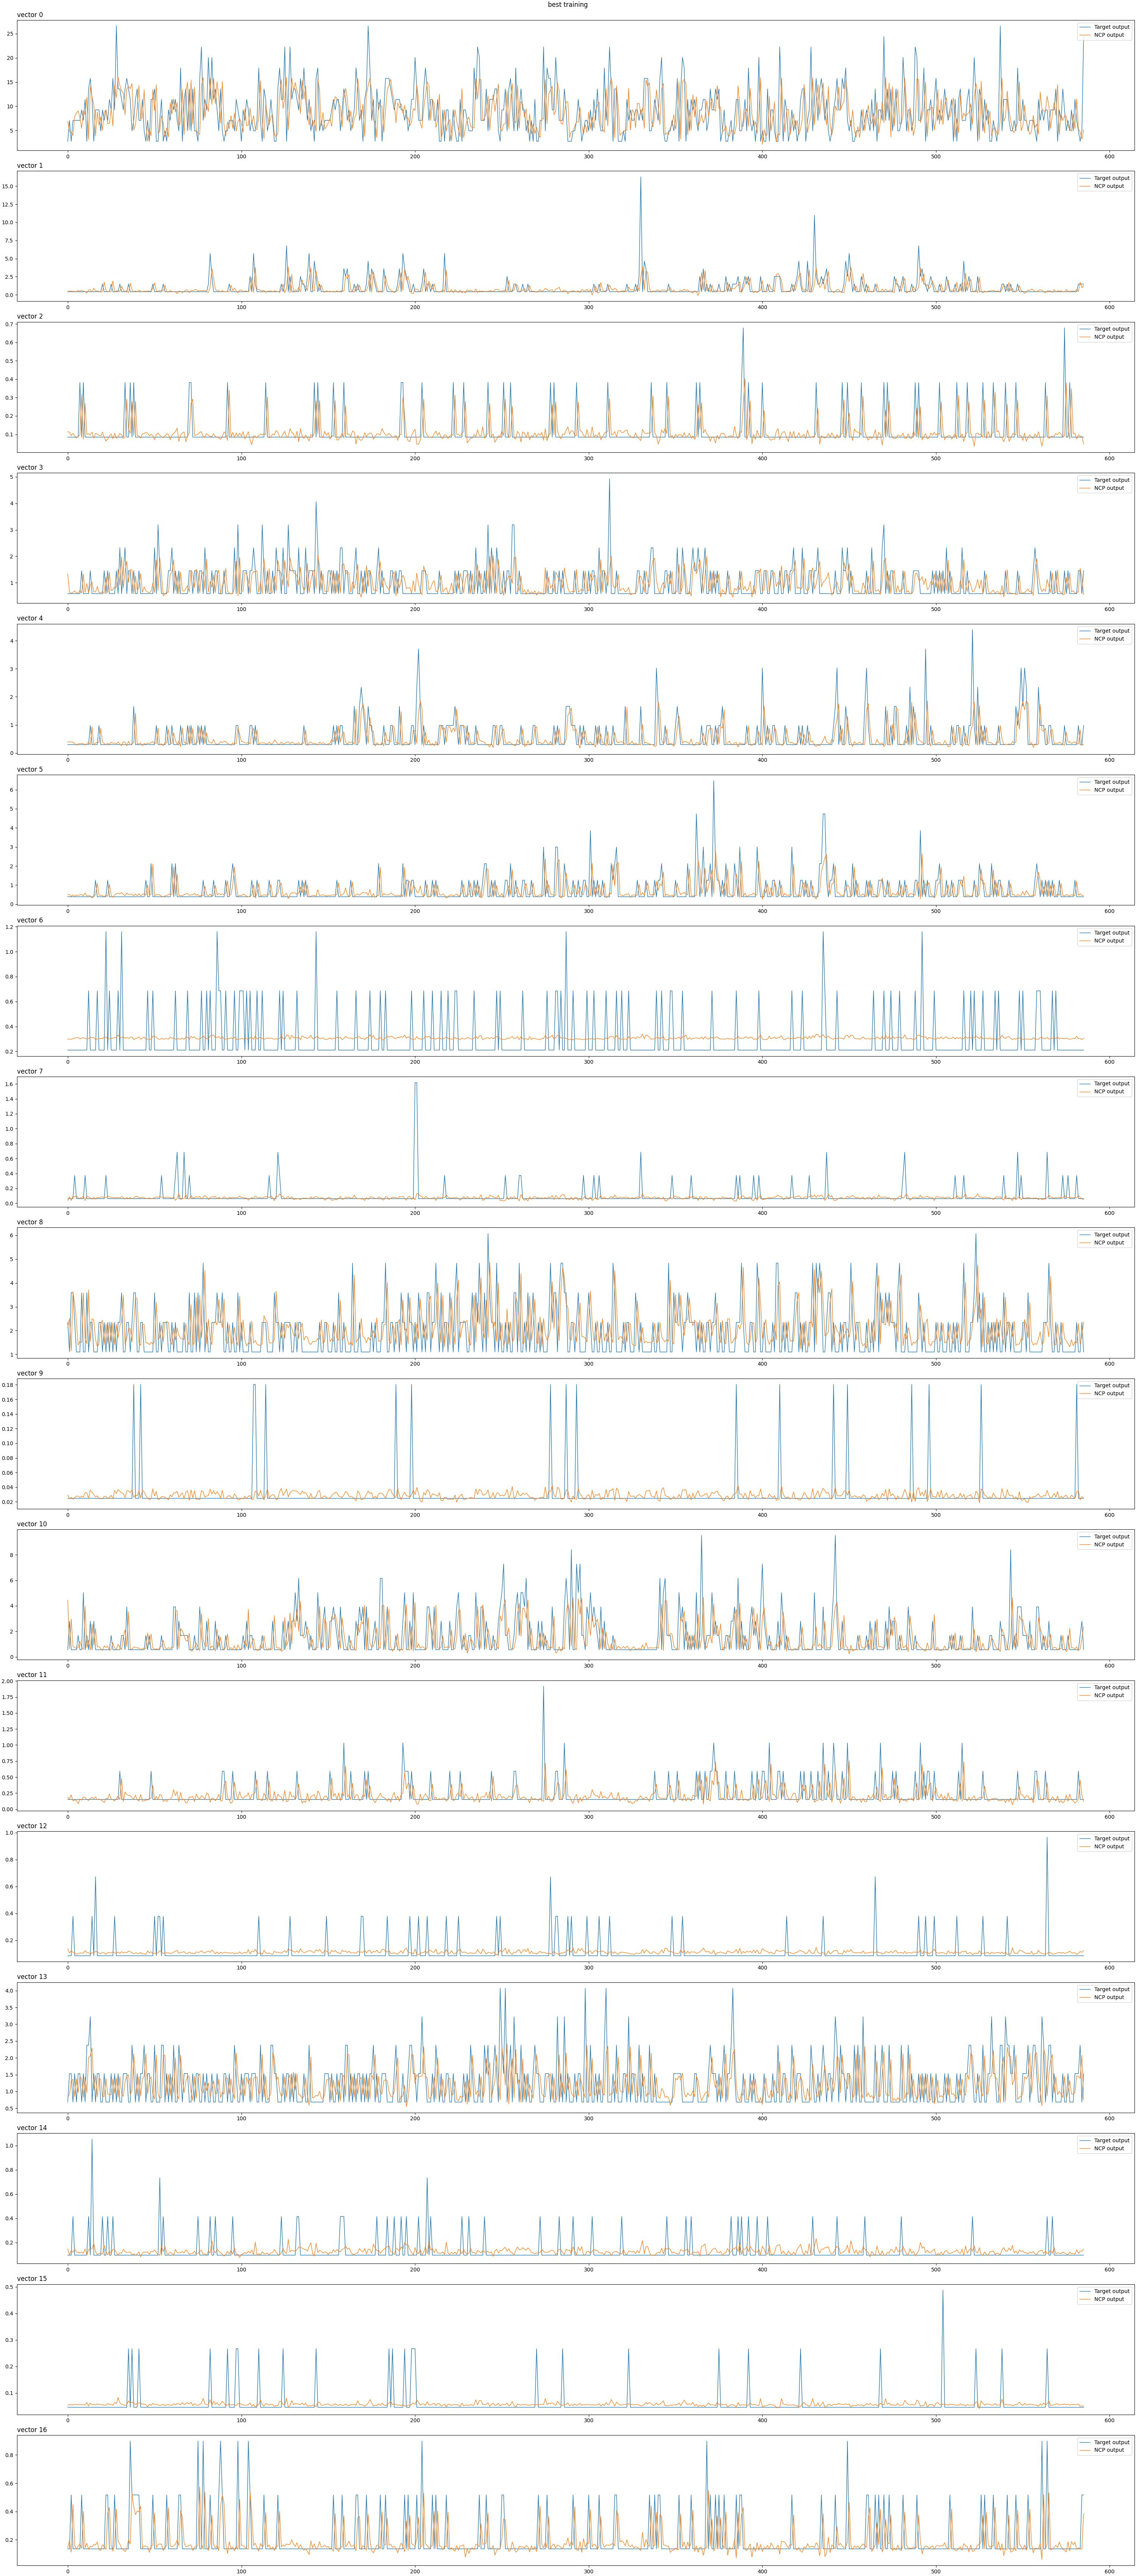 best training
vector 0
25
20
15
10
5
Target output
NCP output
0 100 200 300 400 500 600
vector 1
15.0
12.5
10.0
7.5
5.0
2.5
0.0
Target output
NCP output
0 100 200 300 400 500 600
vector 2
0.7
0.6
0.5
0.4
0.3
0.2
0.1
Target output
NCP output
0 100 200 300 400 500 600
vector 3
5
4
3
2
1
Target output
NCP output
0 100 200 300 400 500 600
vector 4
4
3
2
1
0
Target output
NCP output
0 100 200 300 400 500 600
vector 5
6
5
4
3
2
1
0
Target output
NCP output
0 100 200 300 400 500 600
vector 6
1.2
1.0
0.8
0.6
0.4
0.2
Target output
NCP output
0 100 200 300 400 500 600
vector 7
1.6
1.4
1.2
1.0
0.8
0.6
0.4
0.2
0.0
Target output
NCP output
0 100 200 300 400 500 600
vector 8
6
5
4
3
2
1
Target output
NCP output
0 100 200 300 400 500 600
vector 9
0.18
0.16
0.14
0.12
0.10
0.08
0.06
0.04
0.02
Target output
NCP output
0 100 200 300 400 500 600
vector 10
8
6
4
2
0
Target output
NCP output
0 100 200 300 400 500 600
vector 11
2.00
1.75
1.50
1.25
1.00
0.75
0.50
0.25
0.00
Target output
NCP output
0 100 200 300 400 500 600
vector 12
1.0
0.8
0.6
0.4
0.2
Target output
NCP output
0 100 200 300 400 500 600
vector 13
4.0
3.5
3.0
2.5
2.0
1.5
1.0
0.5
Target output
NCP output
0 100 200 300 400 500 600
vector 14
1.0
0.8
0.6
0.4
0.2
Target output
NCP output
0 100 200 300 400 500 600
vector 15
0.5
0.4
0.3
0.2
0.1
Target output
NCP output
0 100 200 300 400 500 600
vector 16
0.8
0.6
0.4
0.2
Target output
NCP output
0 100 200 300 400 500 600